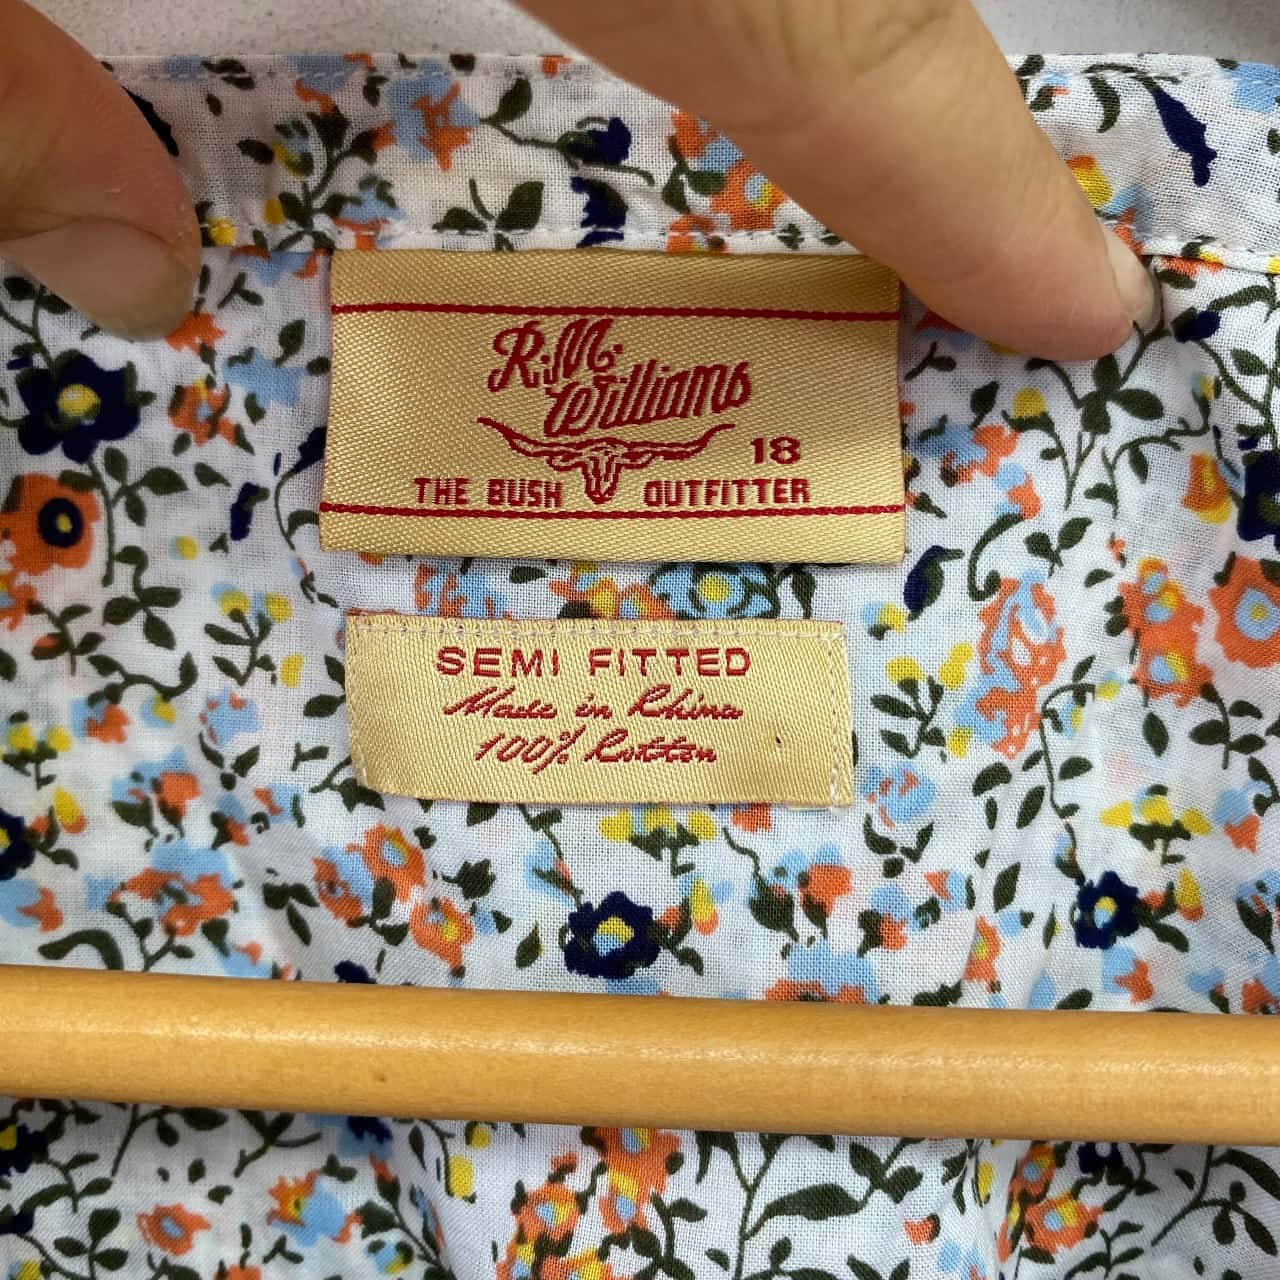 R.M.
Williams
18
THE BUSH OUTFITTER
SEMI FITTED
Made in China
100% Cotton